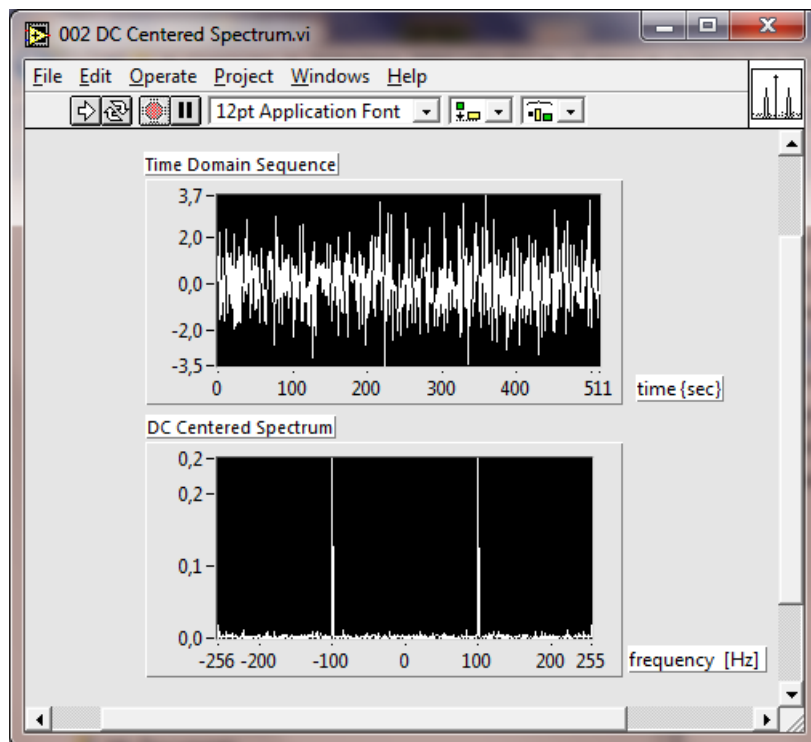 002 DC Centered Spectrum.vi
File Edit Operate Project Windows Help
12pt Application Font
Time Domain Sequence
3,7
2,0
0,0
-2,0
-3,5
0 100 200 300 400 511
time {sec}
DC Centered Spectrum
0,2
0,2
0,1
0,0
-256 -200 -100 0 100 200 255
frequency [Hz]